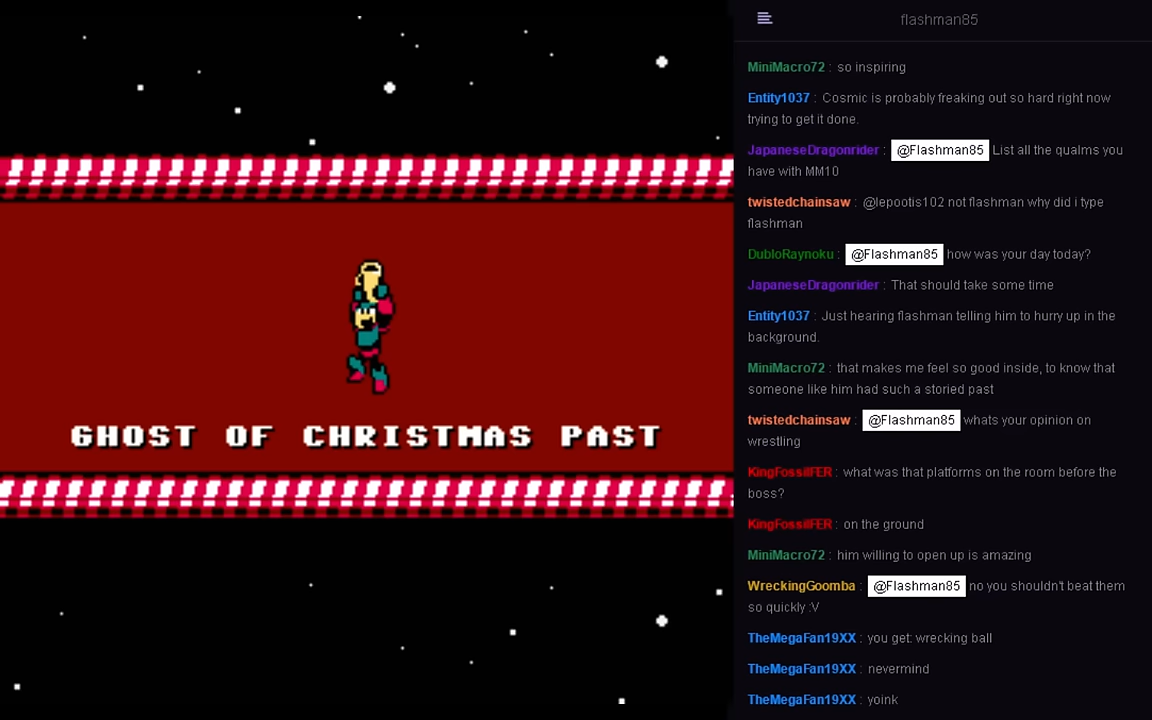 GHOST OF CHRISTMAS PAST
flashman85
MiniMacro72 : so inspiring
Entity1037 : Cosmic is probably freaking out so hard right now
trying to get it done.
JapaneseDragonrider : @Flashman85 List all the qualms you
have with MM10
twistedchainsaw : @lepootis102 not flashman why did i type
flashman
DubloRaynoku : @Flashman85 how was your day today?
JapaneseDragonrider : That should take some time
Entity1037 : Just hearing flashman telling him to hurry up in the
background.
MiniMacro72 : that makes me feel so good inside, to know that
someone like him had such a storied past
twistedchainsaw : @Flashman85 whats your opinion on
wrestling
KingFossilFER : what was that platforms on the room before the
boss?
KingFossilFER : on the ground
MiniMacro72 : him willing to open up is amazing
WreckingGoomba : @Flashman85 no you shouldn't beat them
so quickly :V
TheMegaFan19XX : you get: wrecking ball
TheMegaFan19XX : nevermind
TheMegaFan19XX : yoink